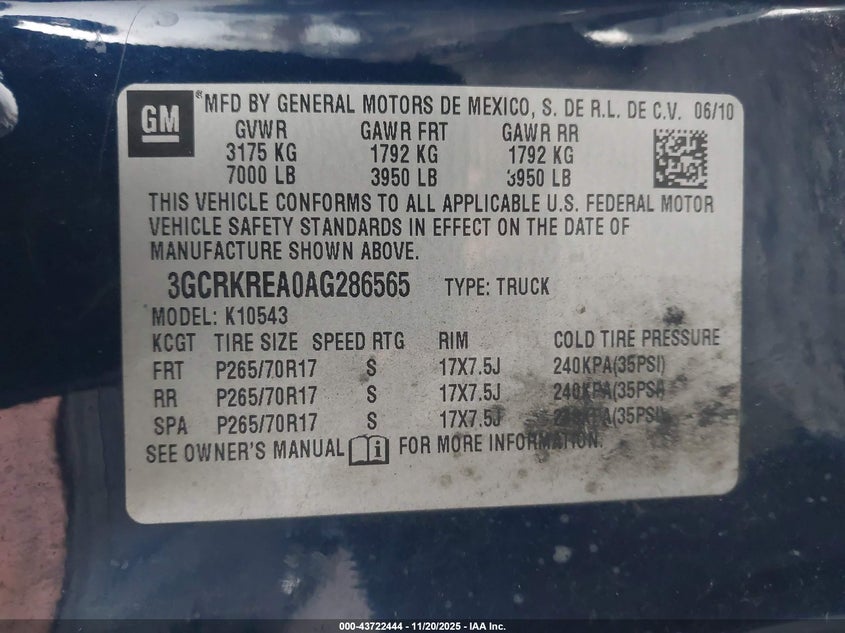 GM ® MFD BY GENERAL MOTORS DE MEXICO, S. DE R.L. DE C.V. 06/10
GVWR GAWR FRT GAWR RR
3175 KG 1792 KG 1792 KG
7000 LB 3950 LB 3950 LB
THIS VEHICLE CONFORMS TO ALL APPLICABLE U.S. FEDERAL MOTOR
VEHICLE SAFETY STANDARDS IN EFFECT ON THE DATE OF
MANUFACTURE SHOWN ABOVE.
3GCRKREA0AG286565 TYPE: TRUCK
MODEL: K10543
KCGT TIRE SIZE SPEED RTG RIM COLD TIRE PRESSURE
FRT P265/70R17 S 17X7.5J 240KPA(35PSI)
RR P265/70R17 S 17X7.5J 240KPA(35PSI)
SPA P265/70R17 S 17X7.5J 240KPA(35PSI)
SEE OWNER'S MANUAL i FOR MORE INFORMATION.
000-43722444 - 11/20/2025 - IAA Inc.